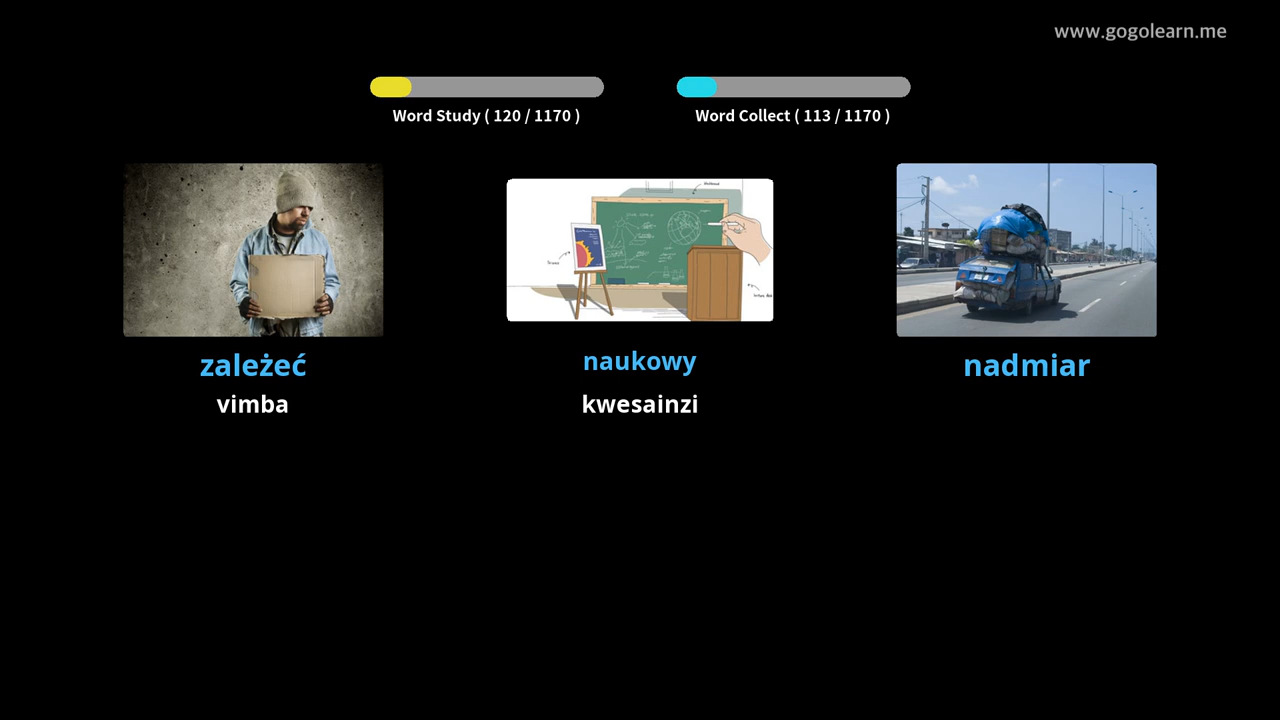 www.gogolearn.me
Word Study ( 120 / 1170 )
Word Collect ( 113 / 1170 )
zależeć
naukowy
nadmiar
vimba
kwesainzi